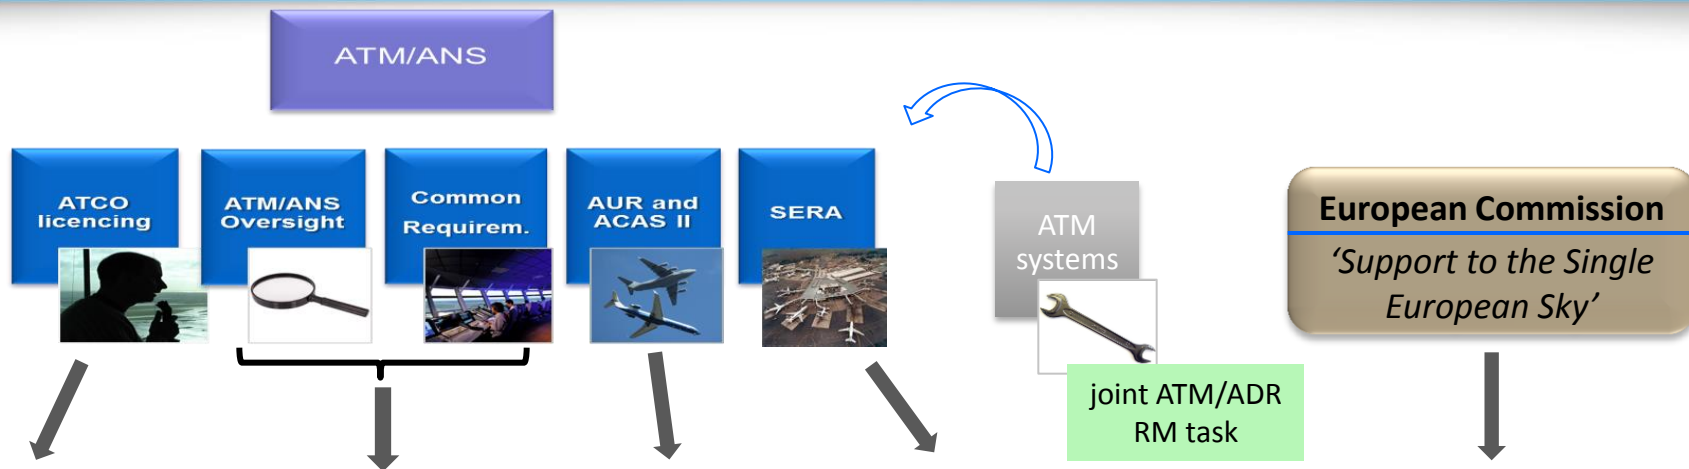 ATM/ANS
ATCO
licencing
ATM/ANS
Oversight
Common
Requirem.
AUR and
ACAS II
SERA
ATM
systems
joint ATM/ADR
RM task
European Commission
‘Support to the Single
European Sky’